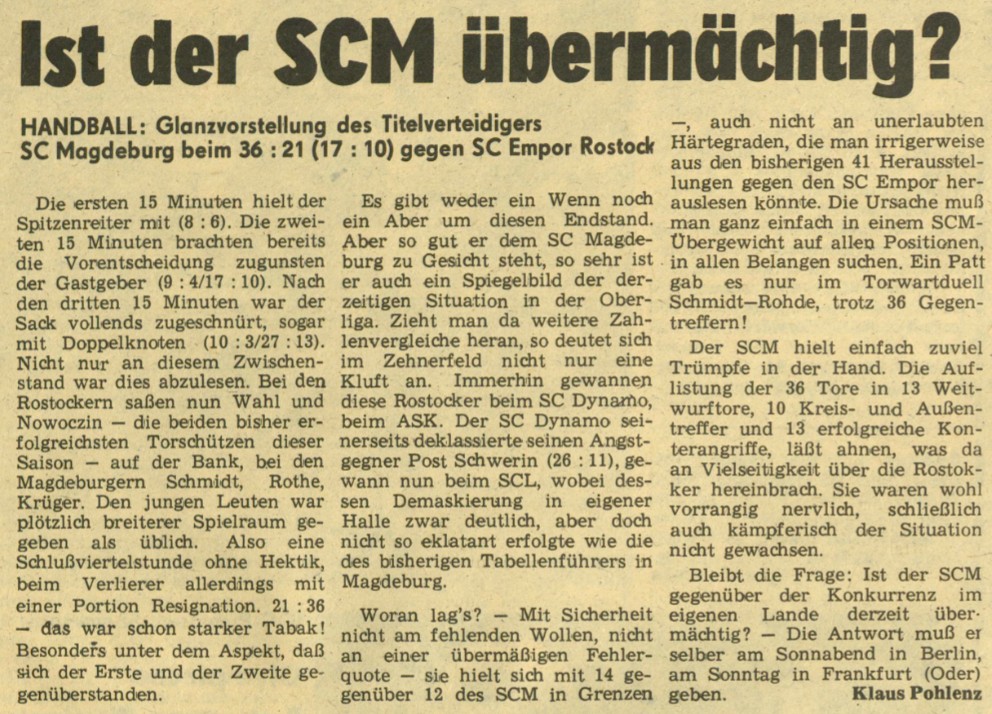 Ist der SCM übermächtig?
HANDBALL: Glanzvorstellung des Titelverteidigers
SC Magdeburg beim 36 : 21 (17 : 10) gegen SC Empor Rostock
Die ersten 15 Minuten hielt der
Spitzenreiter mit (8 : 6). Die zwei-
ten 15 Minuten brachten bereits
die Vorentscheidung zugunsten
der Gastgeber (9 : 4/17 : 10). Nach
den dritten 15 Minuten war der
Sack vollends zugeschnürt, sogar
mit Doppelknoten (10 : 3/27 : 13).
Nicht nur an diesem Zwischen-
stand war dies abzulesen. Bei den
Rostockern saßen nun Wahl und
Nowoczin — die beiden bisher er-
folgreichsten Torschützen dieser
Saison — auf der Bank, bei den
Magdeburgern Schmidt, Rothe,
Krüger. Den jungen Leuten war
plötzlich breiterer Spielraum ge-
geben als üblich. Also eine
Schlußviertelstunde ohne Hektik,
beim Verlierer allerdings mit
einer Portion Resignation. 21 : 36
— das war schon starker Tabak!
Besonders unter dem Aspekt, daß
sich der Erste und der Zweite ge-
genüberstanden.
Es gibt weder ein Wenn noch
ein Aber um diesen Endstand.
Aber so gut er dem SC Magde-
burg zu Gesicht steht, so sehr ist
er auch ein Spiegelbild der der-
zeitigen Situation in der Ober-
liga. Zieht man da weitere Zah-
lenvergleiche heran, so deutet sich
im Zehnerfeld nicht nur eine
Kluft an. Immerhin gewannen
diese Rostocker beim SC Dynamo,
beim ASK. Der SC Dynamo sei-
nerseits deklassierte seinen Angst-
gegner Post Schwerin (26 : 11), ge-
wann nun beim SCL, wobei des-
sen Demaskierung in eigener
Halle zwar deutlich, aber doch
nicht so eklatant erfolgte wie die
des bisherigen Tabellenführers in
Magdeburg.
Woran lag's? — Mit Sicherheit
nicht am fehlenden Wollen, nicht
an einer übermäßigen Fehler-
quote — sie hielt sich mit 14 ge-
genüber 12 des SCM in Grenzen
—, auch nicht an unerlaubten
Härtegraden, die man irrigerweise
aus den bisherigen 41 Herausstel-
lungen gegen den SC Empor her-
auslesen könnte. Die Ursache muß
man ganz einfach in einem SCM-
Übergewicht auf allen Positionen,
in allen Belangen suchen. Ein Patt
gab es nur im Torwartduell
Schmidt—Rohde, trotz 36 Gegen-
treffern!
Der SCM hielt einfach zuviel
Trümpfe in der Hand. Die Auf-
listung der 36 Tore in 13 Weit-
wurftore, 10 Kreis- und Außen-
treffer und 13 erfolgreiche Kon-
terangriffe, läßt ahnen, was da
an Vielseitigkeit über die Rostok-
ker hereinbrach. Sie waren wohl
vorrangig nervlich, schließlich
auch kämpferisch der Situation
nicht gewachsen.
Bleibt die Frage: Ist der SCM
gegenüber der Konkurrenz im
eigenen Lande derzeit über-
mächtig? — Die Antwort muß er
selber am Sonnabend in Berlin,
am Sonntag in Frankfurt (Oder)
geben. Klaus Pohlenz